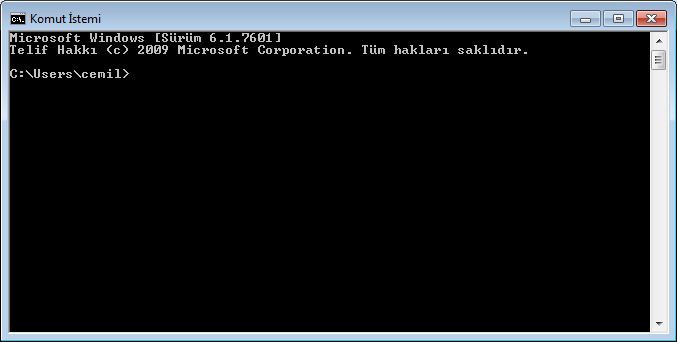 Komut İstemi
Microsoft Windows [Sürüm 6.1.7601]
Telif Hakkı (c) 2009 Microsoft Corporation. Tüm hakları saklıdır.
C:\Users\cemil>